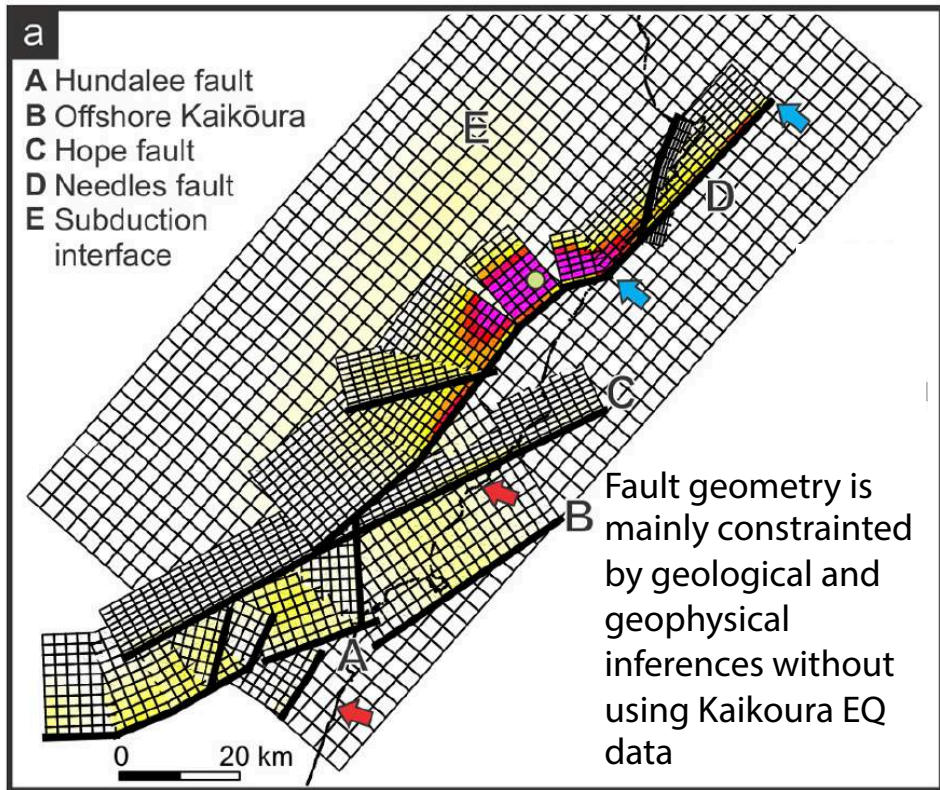 a
A Hundalee fault
B Offshore Kaikōura
C Hope fault
D Needles fault
E Subduction
interface
E
D
C
B
A
Fault geometry is
mainly constrainted
by geological and
geophysical
inferences without
using Kaikoura EQ
data
0 20 km